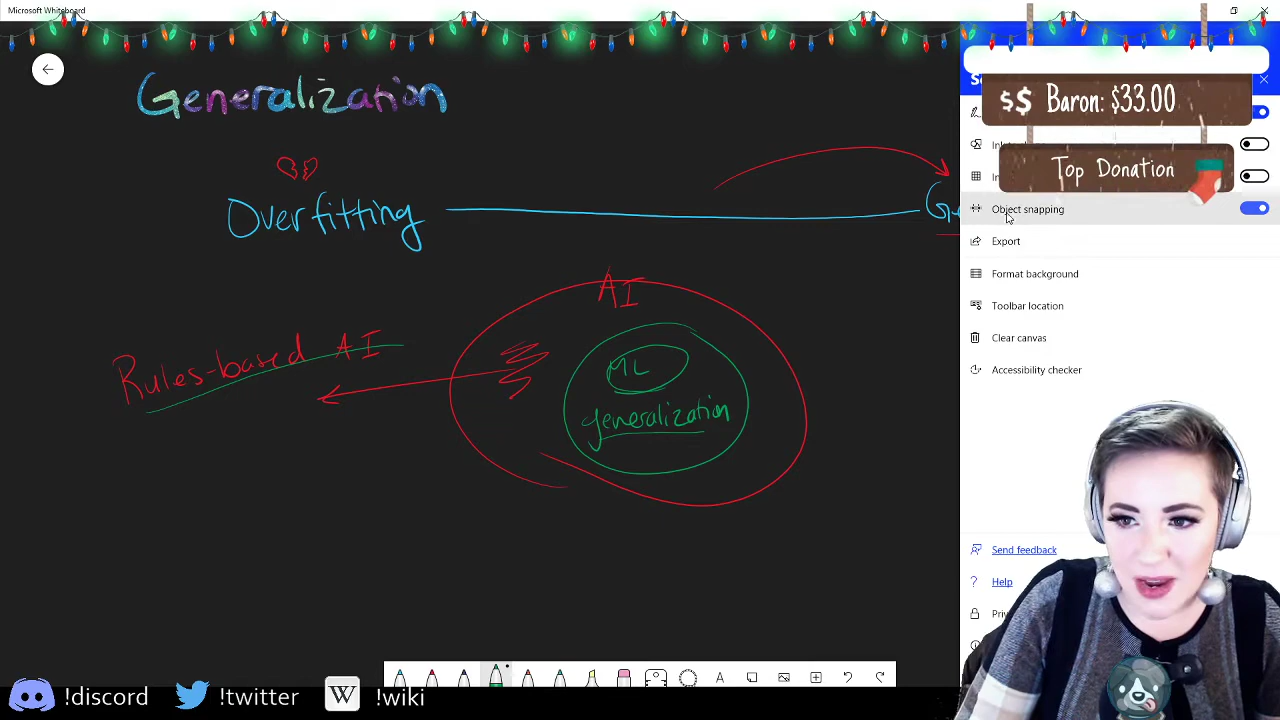 Microsoft Whiteboard
Generalization
$$ Baron: $33.00
Top Donation
Overfitting
Object snapping
Export
Format background
Toolbar location
Clear canvas
Accessibility checker
AI
Rules-based AI
ML
generalization
Send feedback
Help
!discord
!twitter
W !wiki